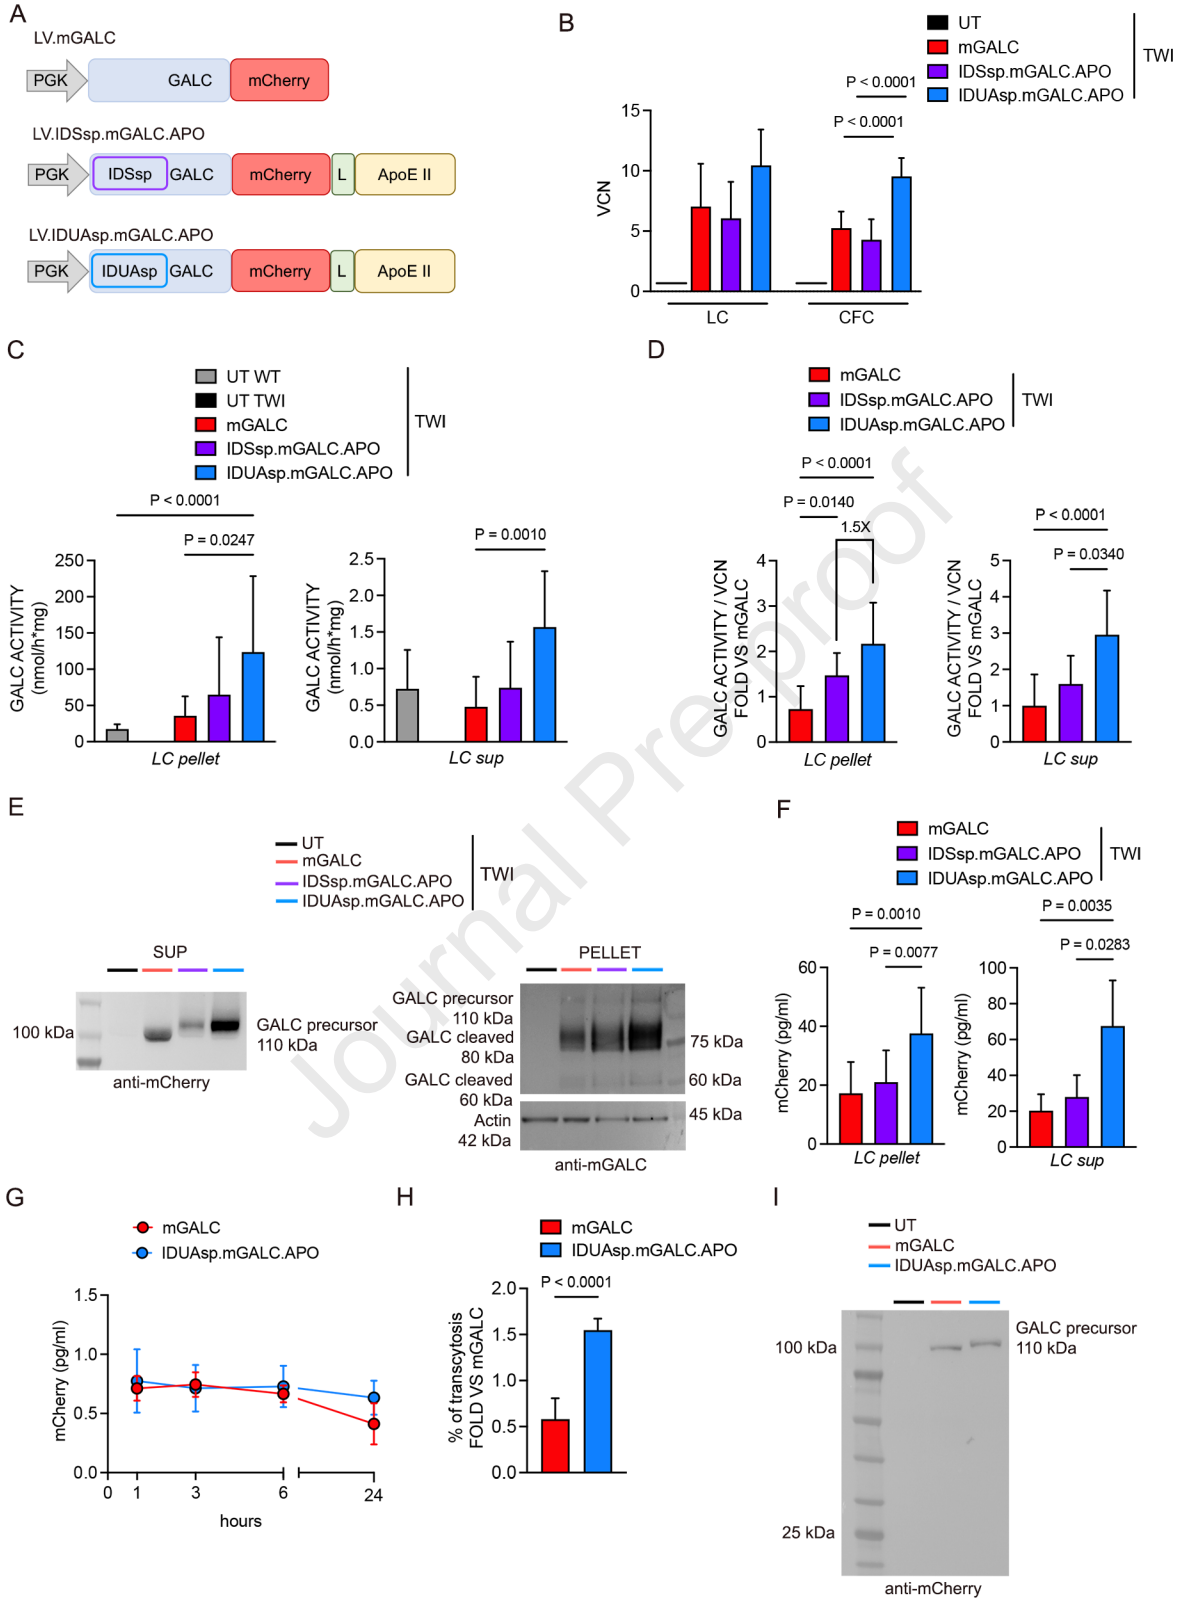 A
LV.mGALC
PGK
GALC
mCherry
LV.IDSsp.mGALC.APO
PGK
IDSsp
GALC
mCherry
L
ApoE II
LV.IDUAsp.mGALC.APO
PGK
IDUAsp
GALC
mCherry
L
ApoE II
B
UT
mGALC
IDSsp.mGALC.APO
IDUAsp.mGALC.APO
TWI
P < 0.0001
P < 0.0001
VCN
15
10
5
0
LC
CFC
C
UT WT
UT TWI
mGALC
IDSsp.mGALC.APO
IDUAsp.mGALC.APO
TWI
P < 0.0001
P = 0.0247
GALC ACTIVITY
(nmol/h*mg)
250
200
150
100
50
0
LC pellet
P = 0.0010
GALC ACTIVITY
(nmol/h*mg)
2.5
2.0
1.5
1.0
0.5
0.0
LC sup
D
mGALC
IDSsp.mGALC.APO
IDUAsp.mGALC.APO
TWI
P < 0.0001
P = 0.0140
1.5X
GALC ACTIVITY / VCN
FOLD VS mGALC
4
3
2
1
0
LC pellet
P < 0.0001
P = 0.0340
GALC ACTIVITY / VCN
FOLD VS mGALC
5
4
3
2
1
0
LC sup
E
UT
mGALC
IDSsp.mGALC.APO
IDUAsp.mGALC.APO
TWI
SUP
100 kDa
GALC precursor
110 kDa
anti-mCherry
PELLET
GALC precursor
110 kDa
GALC cleaved
80 kDa
GALC cleaved
60 kDa
Actin
42 kDa
75 kDa
60 kDa
45 kDa
anti-mGALC
F
mGALC
IDSsp.mGALC.APO
IDUAsp.mGALC.APO
TWI
P = 0.0010
P = 0.0077
mCherry (pg/ml)
60
40
20
0
LC pellet
P = 0.0035
P = 0.0283
mCherry (pg/ml)
100
80
60
40
20
0
LC sup
G
mGALC
IDUAsp.mGALC.APO
mCherry (pg/ml)
1.5
1.0
0.5
0.0
0 1 3 6 24
hours
H
mGALC
IDUAsp.mGALC.APO
P < 0.0001
% of transcytosis
FOLD VS mGALC
2.0
1.5
1.0
0.5
0.0
I
UT
mGALC
IDUAsp.mGALC.APO
100 kDa
GALC precursor
110 kDa
25 kDa
anti-mCherry
Journal Pre-proof